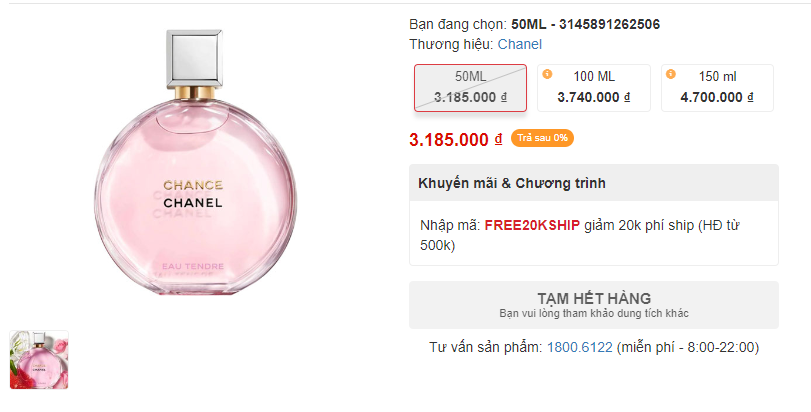 Bạn đang chọn: 50ML - 3145891262506
Thương hiệu: Chanel
50ML
3.185.000 ₫
100 ML
3.740.000 ₫
150 ml
4.700.000 ₫
3.185.000 ₫ Trả sau 0%
Khuyến mãi & Chương trình
Nhập mã: FREE20KSHIP giảm 20k phí ship (HĐ từ
500k)
TẠM HẾT HÀNG
Bạn vui lòng tham khảo dung tích khác
Tư vấn sản phẩm: 1800.6122 (miễn phí - 8:00-22:00)
CHANCE
CHANEL
EAU TENDRE